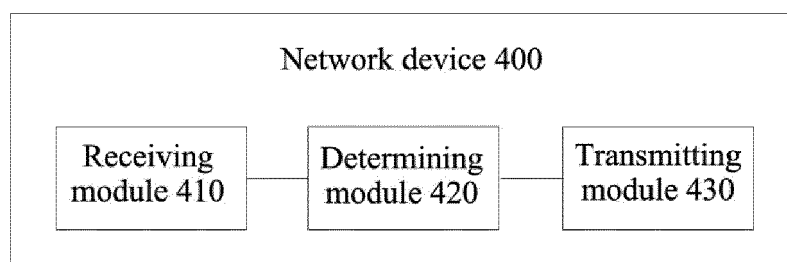 Network device 400
Receiving
module 410
Determining
module 420
Transmitting
module 430